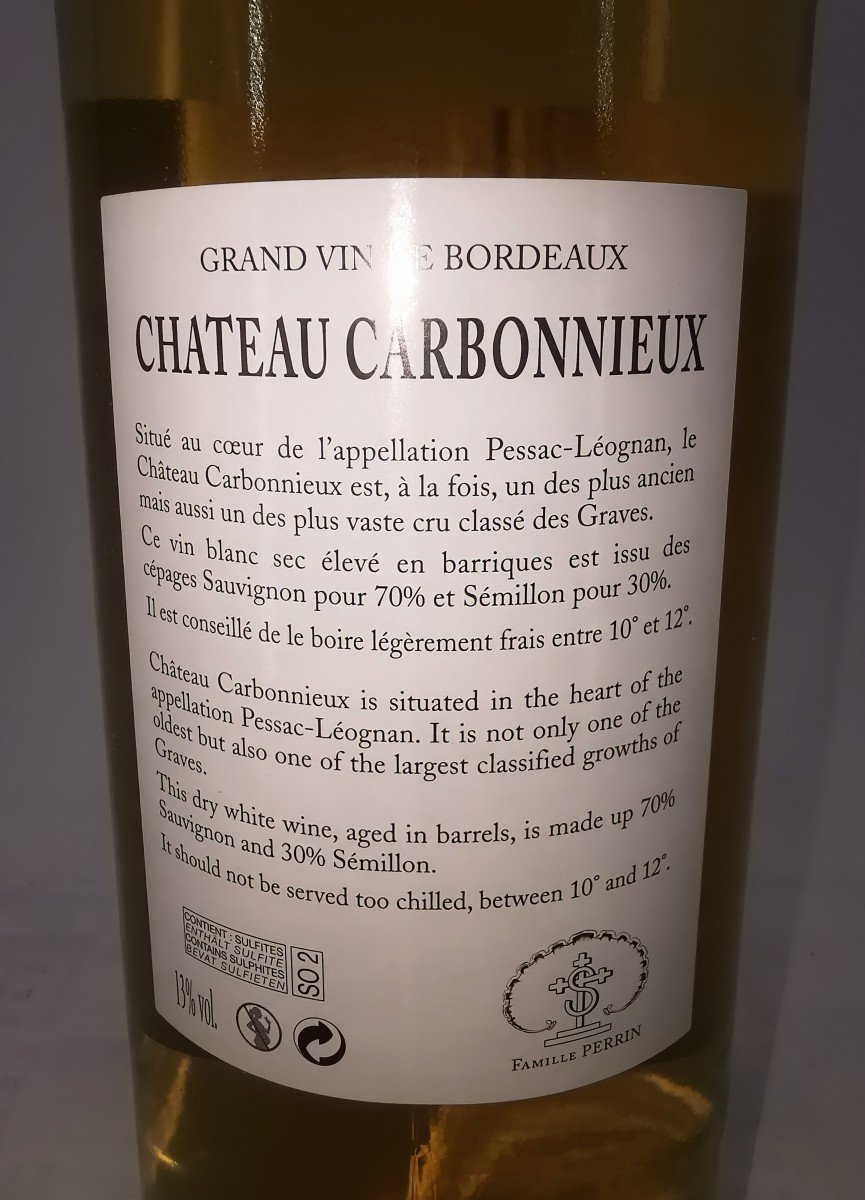 GRAND VIN DE BORDEAUX
CHATEAU CARBONNIEUX
Situé au cœur de l'appellation Pessac-Léognan, le
Château Carbonnieux est, à la fois, un des plus ancien
mais aussi un des plus vaste cru classé des Graves.
Ce vin blanc sec élevé en barriques est issu des
cépages Sauvignon pour 70% et Sémillon pour 30%.
Il est conseillé de le boire légèrement frais entre 10° et 12°.
Château Carbonnieux is situated in the heart of the
appellation Pessac-Léognan. It is not only one of the
oldest but also one of the largest classified growths of
Graves.
This dry white wine, aged in barrels, is made up 70%
Sauvignon and 30% Sémillon.
It should not be served too chilled, between 10° and 12°.
CONTIENT : SULFITES
ENTHÄLT SULFITE
CONTAINS SULPHITES
BEVAT SULFIETEN
SO2
13% vol.
FAMILLE PERRIN